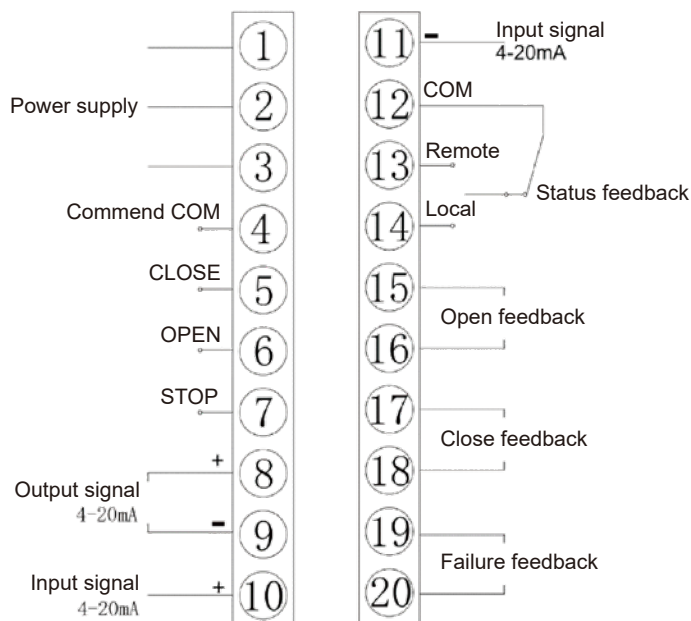 1
Power supply
2
3
Commend COM
4
CLOSE
5
OPEN
6
STOP
7
+
8
Output signal
4-20mA
-
9
Input signal
4-20mA
+
10
11
-
Input signal
4-20mA
12
COM
13
Remote
Status feedback
14
Local
15
Open feedback
16
17
Close feedback
18
19
Failure feedback
20